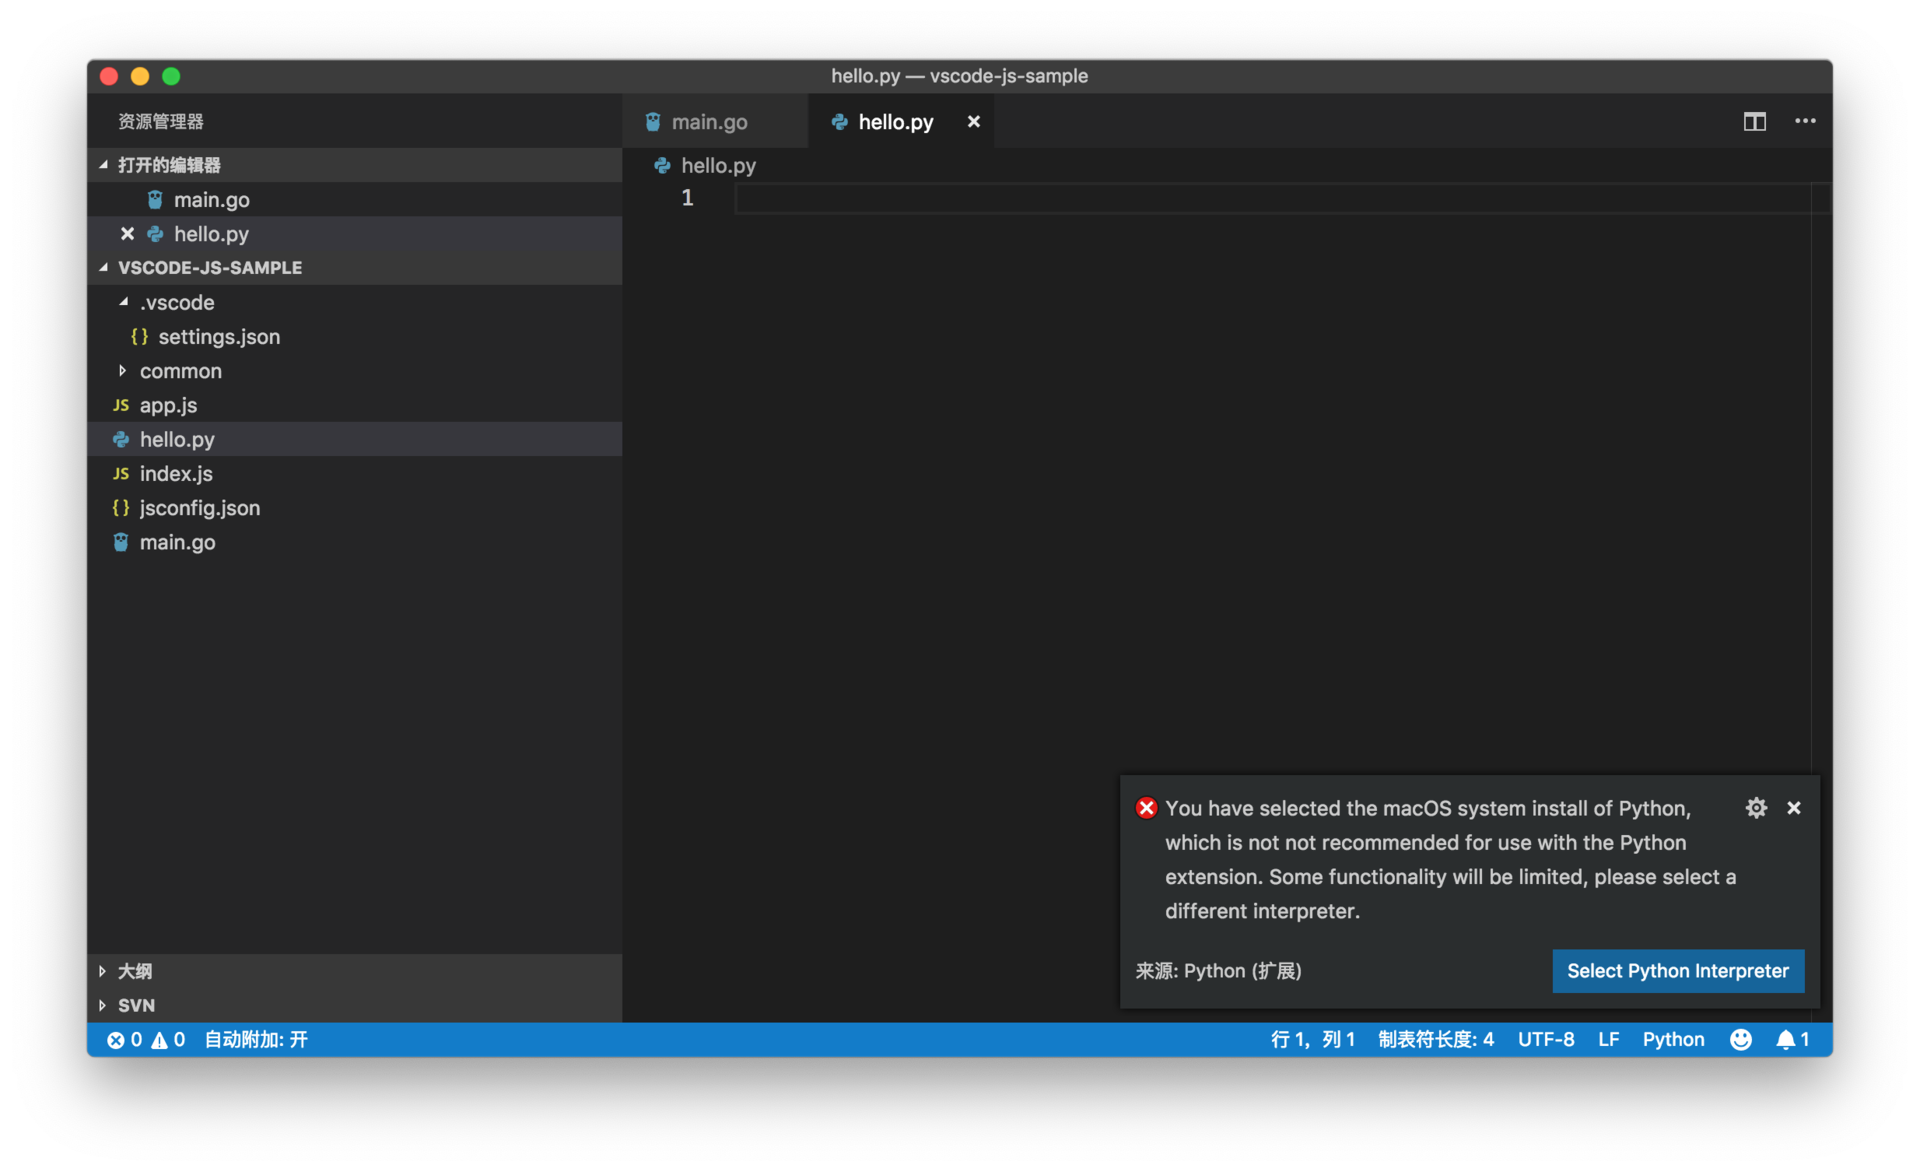 hello.py — vscode-js-sample
资源管理器
打开的编辑器
main.go
hello.py
VSCODE-JS-SAMPLE
.vscode
{} settings.json
common
JS app.js
hello.py
JS index.js
{} jsconfig.json
main.go
大纲
SVN
main.go hello.py
hello.py
1
You have selected the macOS system install of Python,
which is not not recommended for use with the Python
extension. Some functionality will be limited, please select a
different interpreter.
来源: Python (扩展) Select Python Interpreter
0 0 自动附加: 开 行 1，列 1 制表符长度: 4 UTF-8 LF Python 1